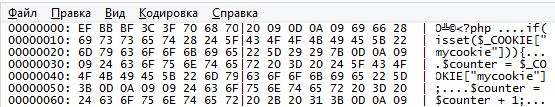 Файл Правка Вид Кодировка Справка
00000000: EF BB BF 3C 3F 70 68 70|20 09 0D 0A 09 69 66 28 | О╩©<?php ....if(
00000010: 69 73 73 65 74 28 24 5F|43 4F 4F 4B 49 45 5B 22 | isset($_COOKIE["
00000020: 6D 79 63 6F 6F 6B 69 65|22 5D 29 29 7B 0D 0A 09 | mycookie"])){...
00000030: 09 24 63 6F 75 6E 74 65|72 20 3D 20 24 5F 43 4F | .$counter = $_CO
00000040: 4F 4B 49 45 5B 22 6D 79|63 6F 6F 6B 69 65 22 5D | OKIE["mycookie"]
00000050: 3B 0D 0A 09 09 24 63 6F|75 6E 74 65 72 20 3D 20 | ;....$counter =
00000060: 24 63 6F 75 6E 74 65 72|20 2B 20 31 3B 0D 0A 09 | $counter + 1;...